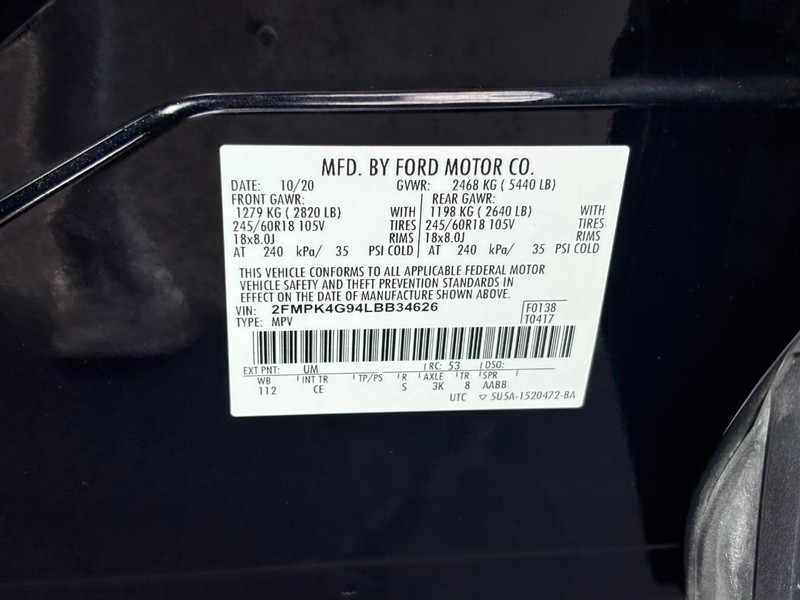 MFD. BY FORD MOTOR CO.
DATE: 10/20 GVWR: 2468 KG ( 5440 LB)
FRONT GAWR: REAR GAWR:
1279 KG ( 2820 LB) WITH 1198 KG ( 2640 LB) WITH
245/60R18 105V TIRES 245/60R18 105V TIRES
18x8.0J RIMS 18x8.0J RIMS
AT 240 kPa/ 35 PSI COLD AT 240 kPa/ 35 PSI COLD
THIS VEHICLE CONFORMS TO ALL APPLICABLE FEDERAL MOTOR
VEHICLE SAFETY AND THEFT PREVENTION STANDARDS IN
EFFECT ON THE DATE OF MANUFACTURE SHOWN ABOVE.
VIN: 2FMPK4G94LBB34626 F0138
TYPE: MPV T0417
EXT PNT: UM RC: 53 DSO:
WB INT TR TP/PS R AXLE TR SPR
112 CE S 3K 8 AABB
UTC ▽ 5U5A-1520472-BA